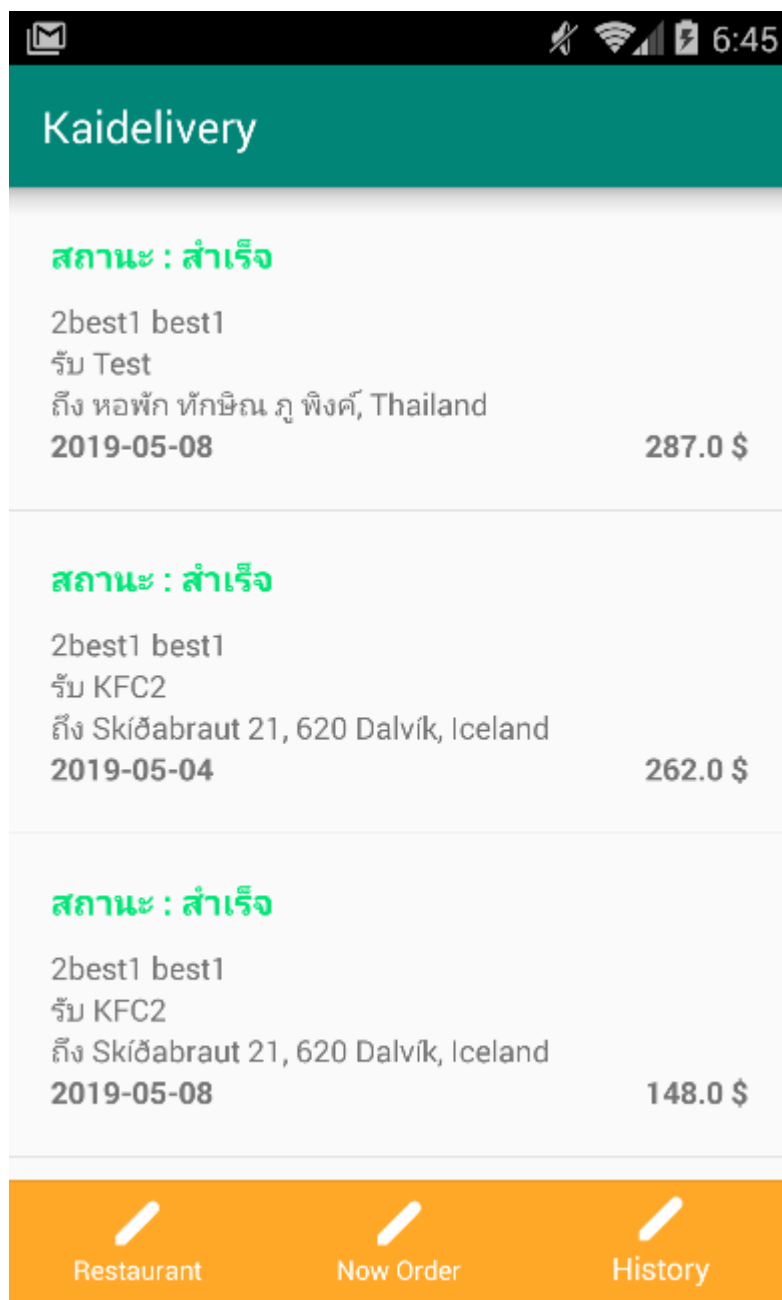 6:45
Kaidelivery
สถานะ : สำเร็จ
2best1 best1
รับ Test
ถึง หอพัก ทักษิณ ภู พิงค์, Thailand
2019-05-08 287.0 $
สถานะ : สำเร็จ
2best1 best1
รับ KFC2
ถึง Skíðabraut 21, 620 Dalvík, Iceland
2019-05-04 262.0 $
สถานะ : สำเร็จ
2best1 best1
รับ KFC2
ถึง Skíðabraut 21, 620 Dalvík, Iceland
2019-05-08 148.0 $
Restaurant Now Order History